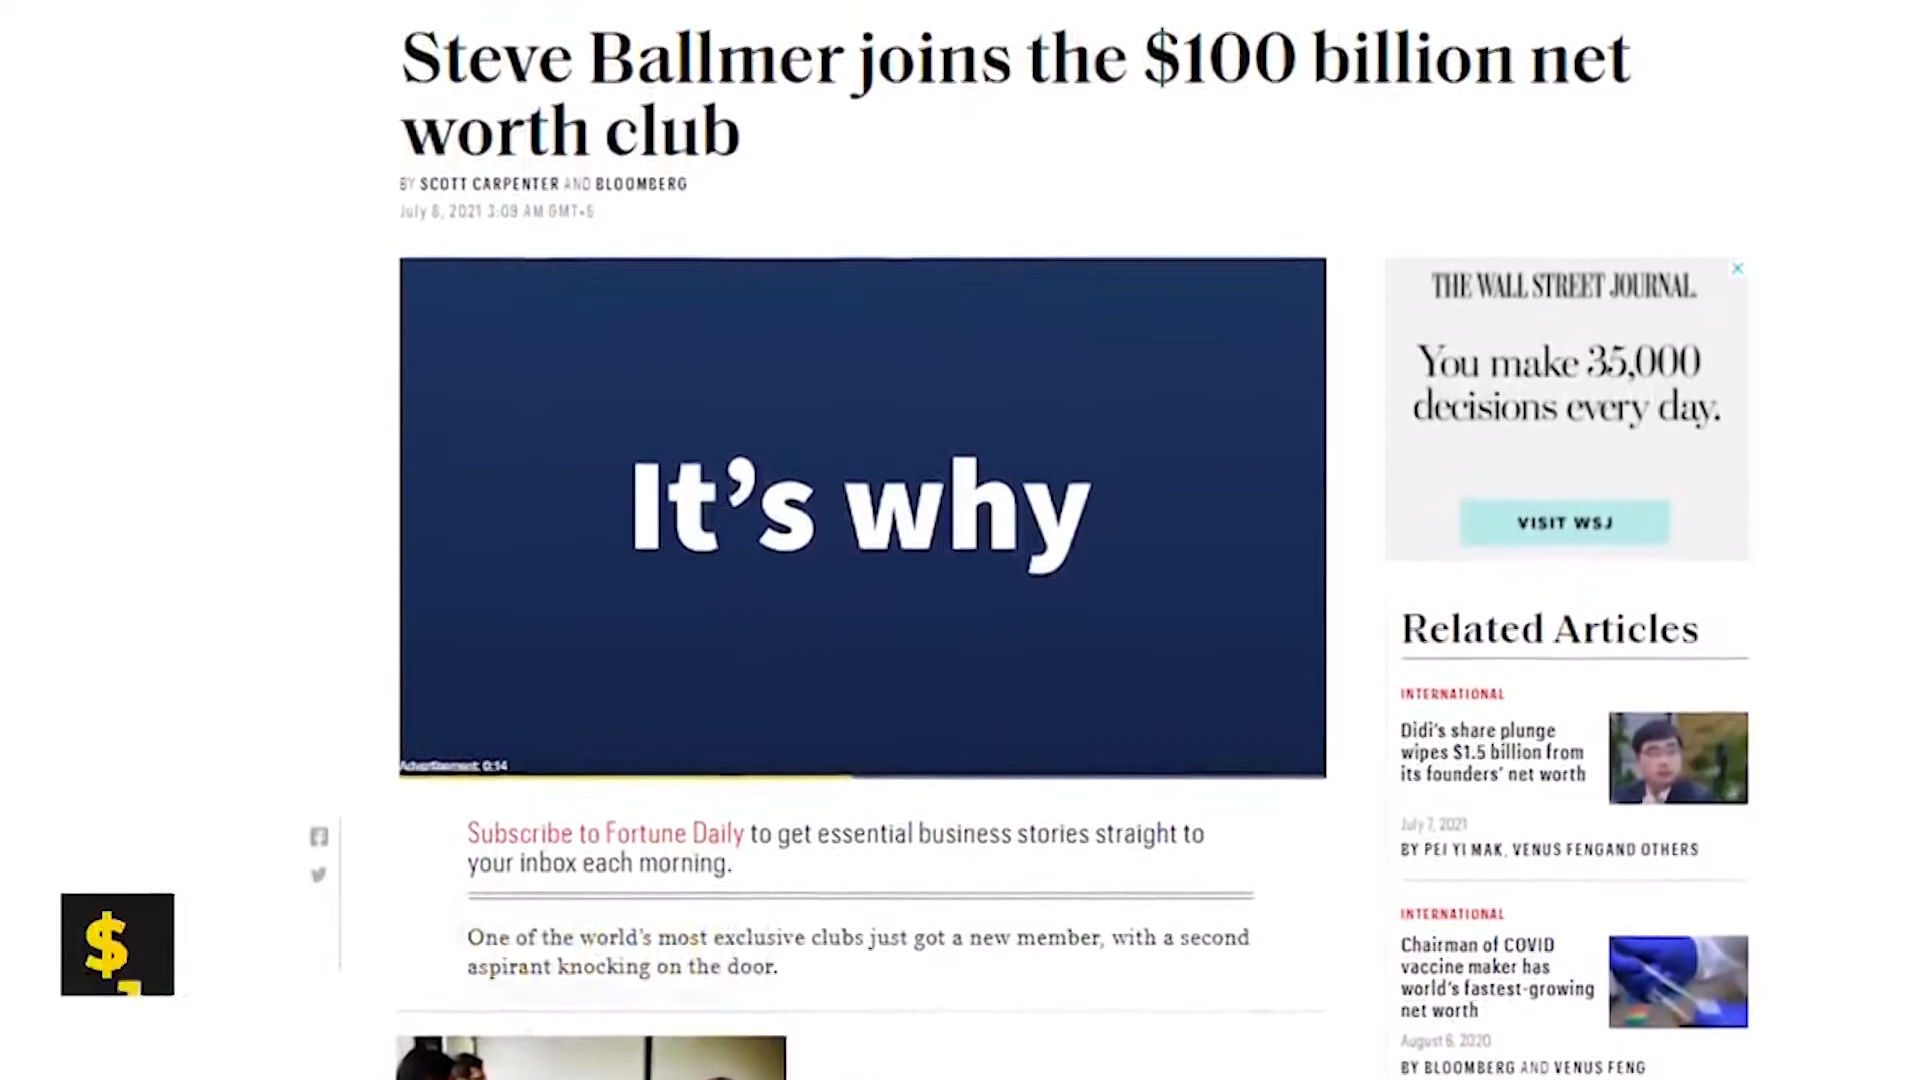 Steve Ballmer joins the $100 billion net
worth club
BY SCOTT CARPENTER AND BLOOMBERG
July 8, 2021 3:09 AM GMT+5
It's why
Advertisement: 0:14
Subscribe to Fortune Daily to get essential business stories straight to
your inbox each morning.
One of the world's most exclusive clubs just got a new member, with a second
aspirant knocking on the door.
THE WALL STREET JOURNAL.
You make 35,000
decisions every day.
VISIT WSJ
Related Articles
INTERNATIONAL
Didi's share plunge
wipes $1.5 billion from
its founders' net worth
July 7, 2021
BY PEI YI MAK, VENUS FENGAND OTHERS
INTERNATIONAL
Chairman of COVID
vaccine maker has
world's fastest-growing
net worth
August 6, 2020
BY BLOOMBERG AND VENUS FENG
$